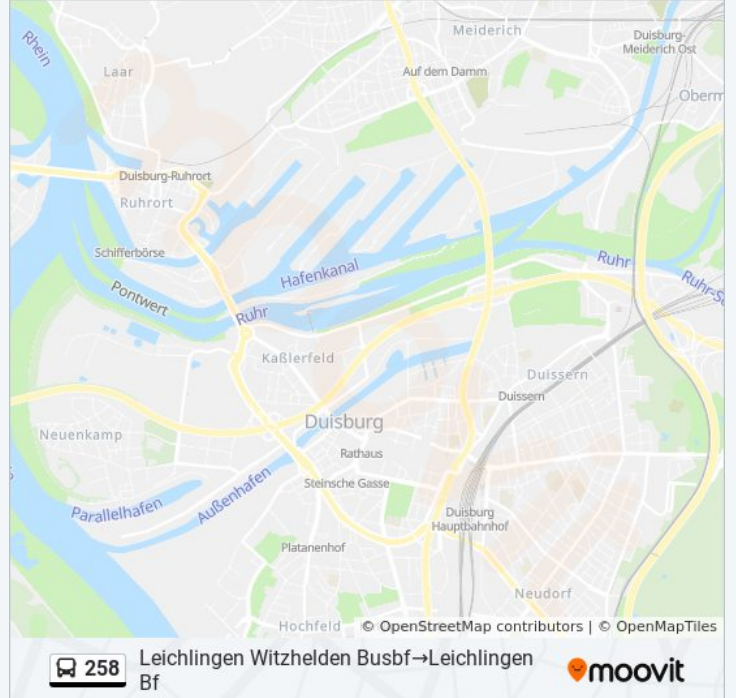 Meiderich
Duisburg-
Meiderich Ost
Rhein
Laar
Auf dem Damm
Oberm
Duisburg-Ruhrort
Ruhrort
Schifferbörse
Hafenkanal
Ruhr
Ruhr-S
Pontwert
Ruhr
Kaßlerfeld
Duissern
Duissern
Duisburg
Neuenkamp
Rathaus
Steinsche Gasse
Außenhafen
Parallelhafen
Duisburg
Hauptbahnhof
Platanenhof
Neudorf
Hochfeld
© OpenStreetMap contributors | © OpenMapTiles
258
Leichlingen Witzhelden Busbf→Leichlingen
Bf
moovit